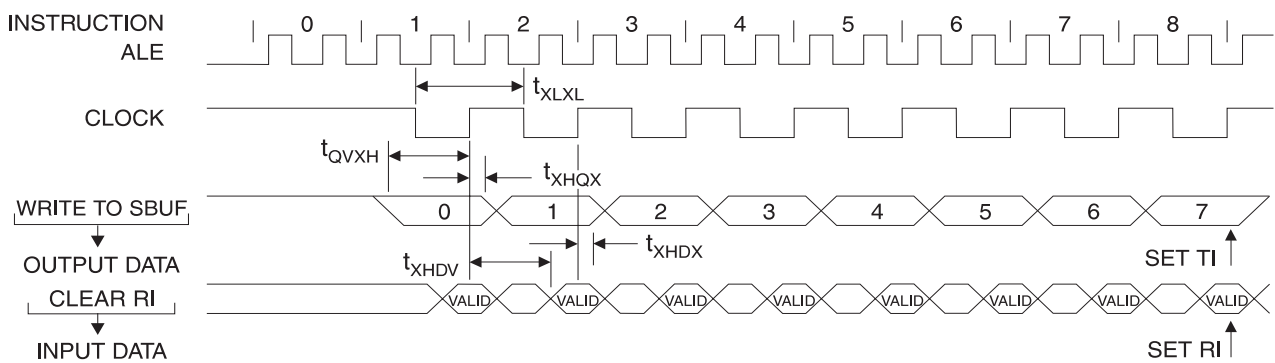 INSTRUCTION 0 1 2 3 4 5 6 7 8
ALE
tXLXL
CLOCK
tQVXH
tXHQX
WRITE TO SBUF 0 1 2 3 4 5 6 7
tXHDX
OUTPUT DATA tXHDV SET TI
CLEAR RI VALID VALID VALID VALID VALID VALID VALID VALID
INPUT DATA SET RI